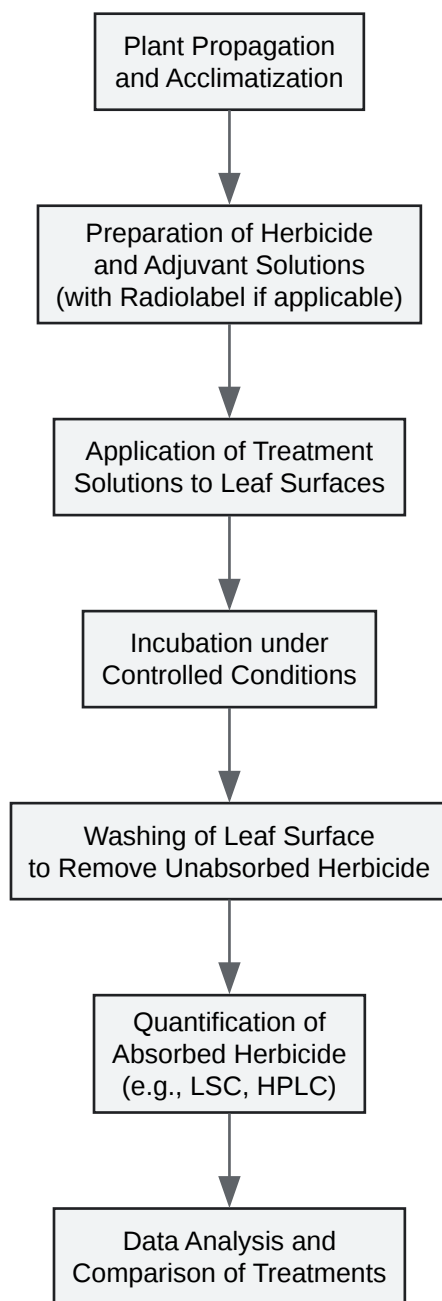 Plant Propagation
and Acclimatization
Preparation of Herbicide
and Adjuvant Solutions
(with Radiolabel if applicable)
Application of Treatment
Solutions to Leaf Surfaces
Incubation under
Controlled Conditions
Washing of Leaf Surface
to Remove Unabsorbed Herbicide
Quantification of
Absorbed Herbicide
(e.g., LSC, HPLC)
Data Analysis and
Comparison of Treatments